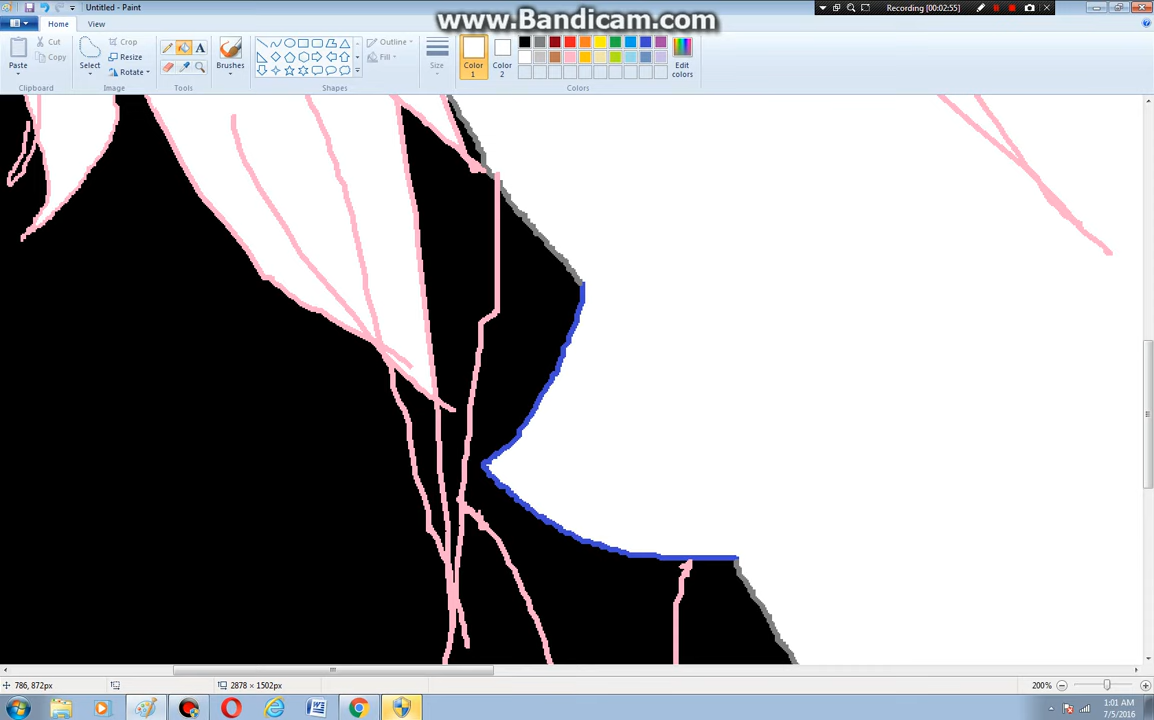 Untitled - Paint
www.Bandicam.com
Recording [00:02:55]
Home
View
Paste
Cut
Copy
Clipboard
Select
Crop
Resize
Rotate
Image
A
Tools
Brushes
Outline
Fill
Shapes
Size
Color 1
Color 2
Edit colors
Colors
786, 872px
2878 × 1502px
200%
1:01 AM
7/5/2016